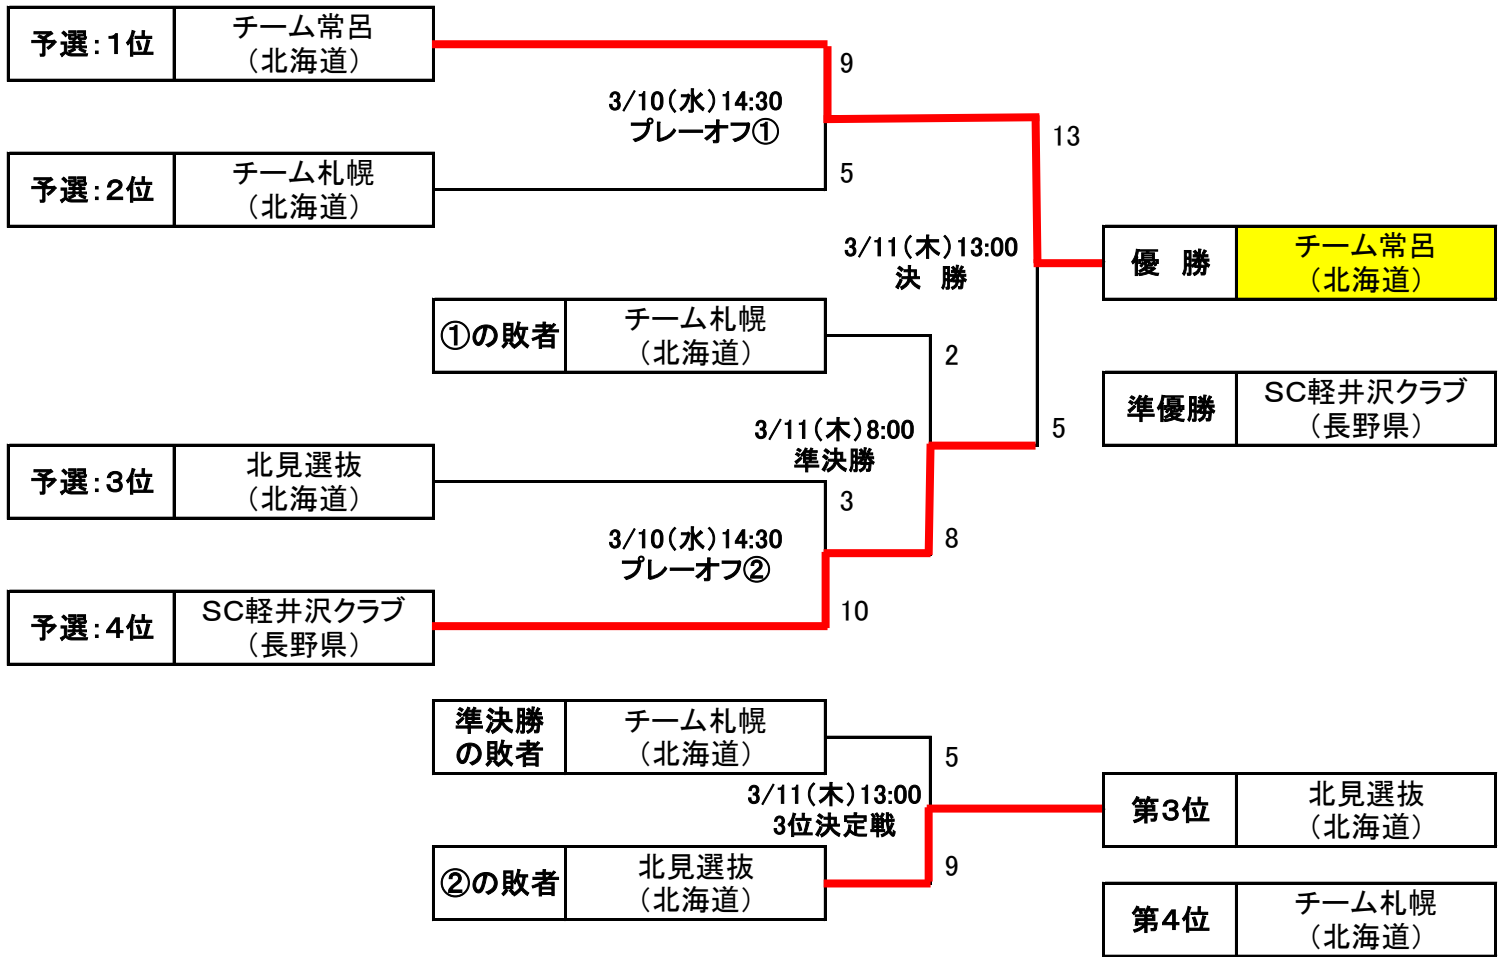 予選:1位
チーム常呂
(北海道)
9
3/10(水)14:30
プレーオフ①
13
予選:2位
チーム札幌
(北海道)
5
3/11(木)13:00
決 勝
優 勝
チーム常呂
(北海道)
①の敗者
チーム札幌
(北海道)
2
準優勝
SC軽井沢クラブ
(長野県)
3/11(木)8:00
準決勝
5
予選:3位
北見選抜
(北海道)
3
3/10(水)14:30
プレーオフ②
8
予選:4位
SC軽井沢クラブ
(長野県)
10
準決勝
の敗者
チーム札幌
(北海道)
5
3/11(木)13:00
3位決定戦
第3位
北見選抜
(北海道)
②の敗者
北見選抜
(北海道)
9
第4位
チーム札幌
(北海道)